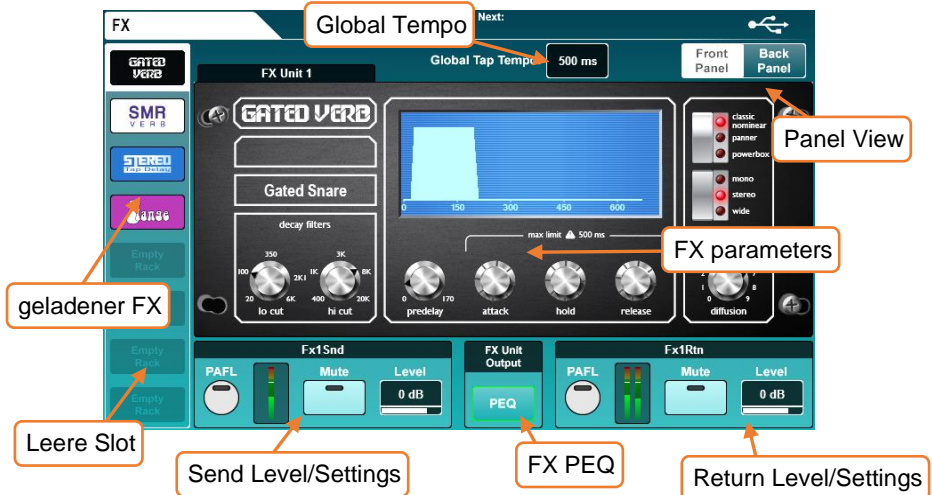 FX
Global Tempo
Next:
Global Tap Tempo
500 ms
Front
Panel
Back
Panel
GATED
VERB
FX Unit 1
SMR
VERB
STEREO
Tap Delay
flange
Empty
Rack
Empty
Rack
Empty
Rack
GATED VERB
Gated Snare
decay filters
350
100
2K1
20
6K
lo cut
3K
1K
8K
400
20K
hi cut
0
150
300
450
600
max limit
500 ms
0
170
predelay
attack
hold
release
classic
nominear
panner
powerbox
mono
stereo
wide
2
1
8
0
9
diffusion
Panel View
FX parameters
geladener FX
Fx1Snd
PAFL
Mute
Level
0 dB
FX Unit
Output
PEQ
Fx1Rtn
PAFL
Mute
Level
0 dB
Leere Slot
Send Level/Settings
FX PEQ
Return Level/Settings